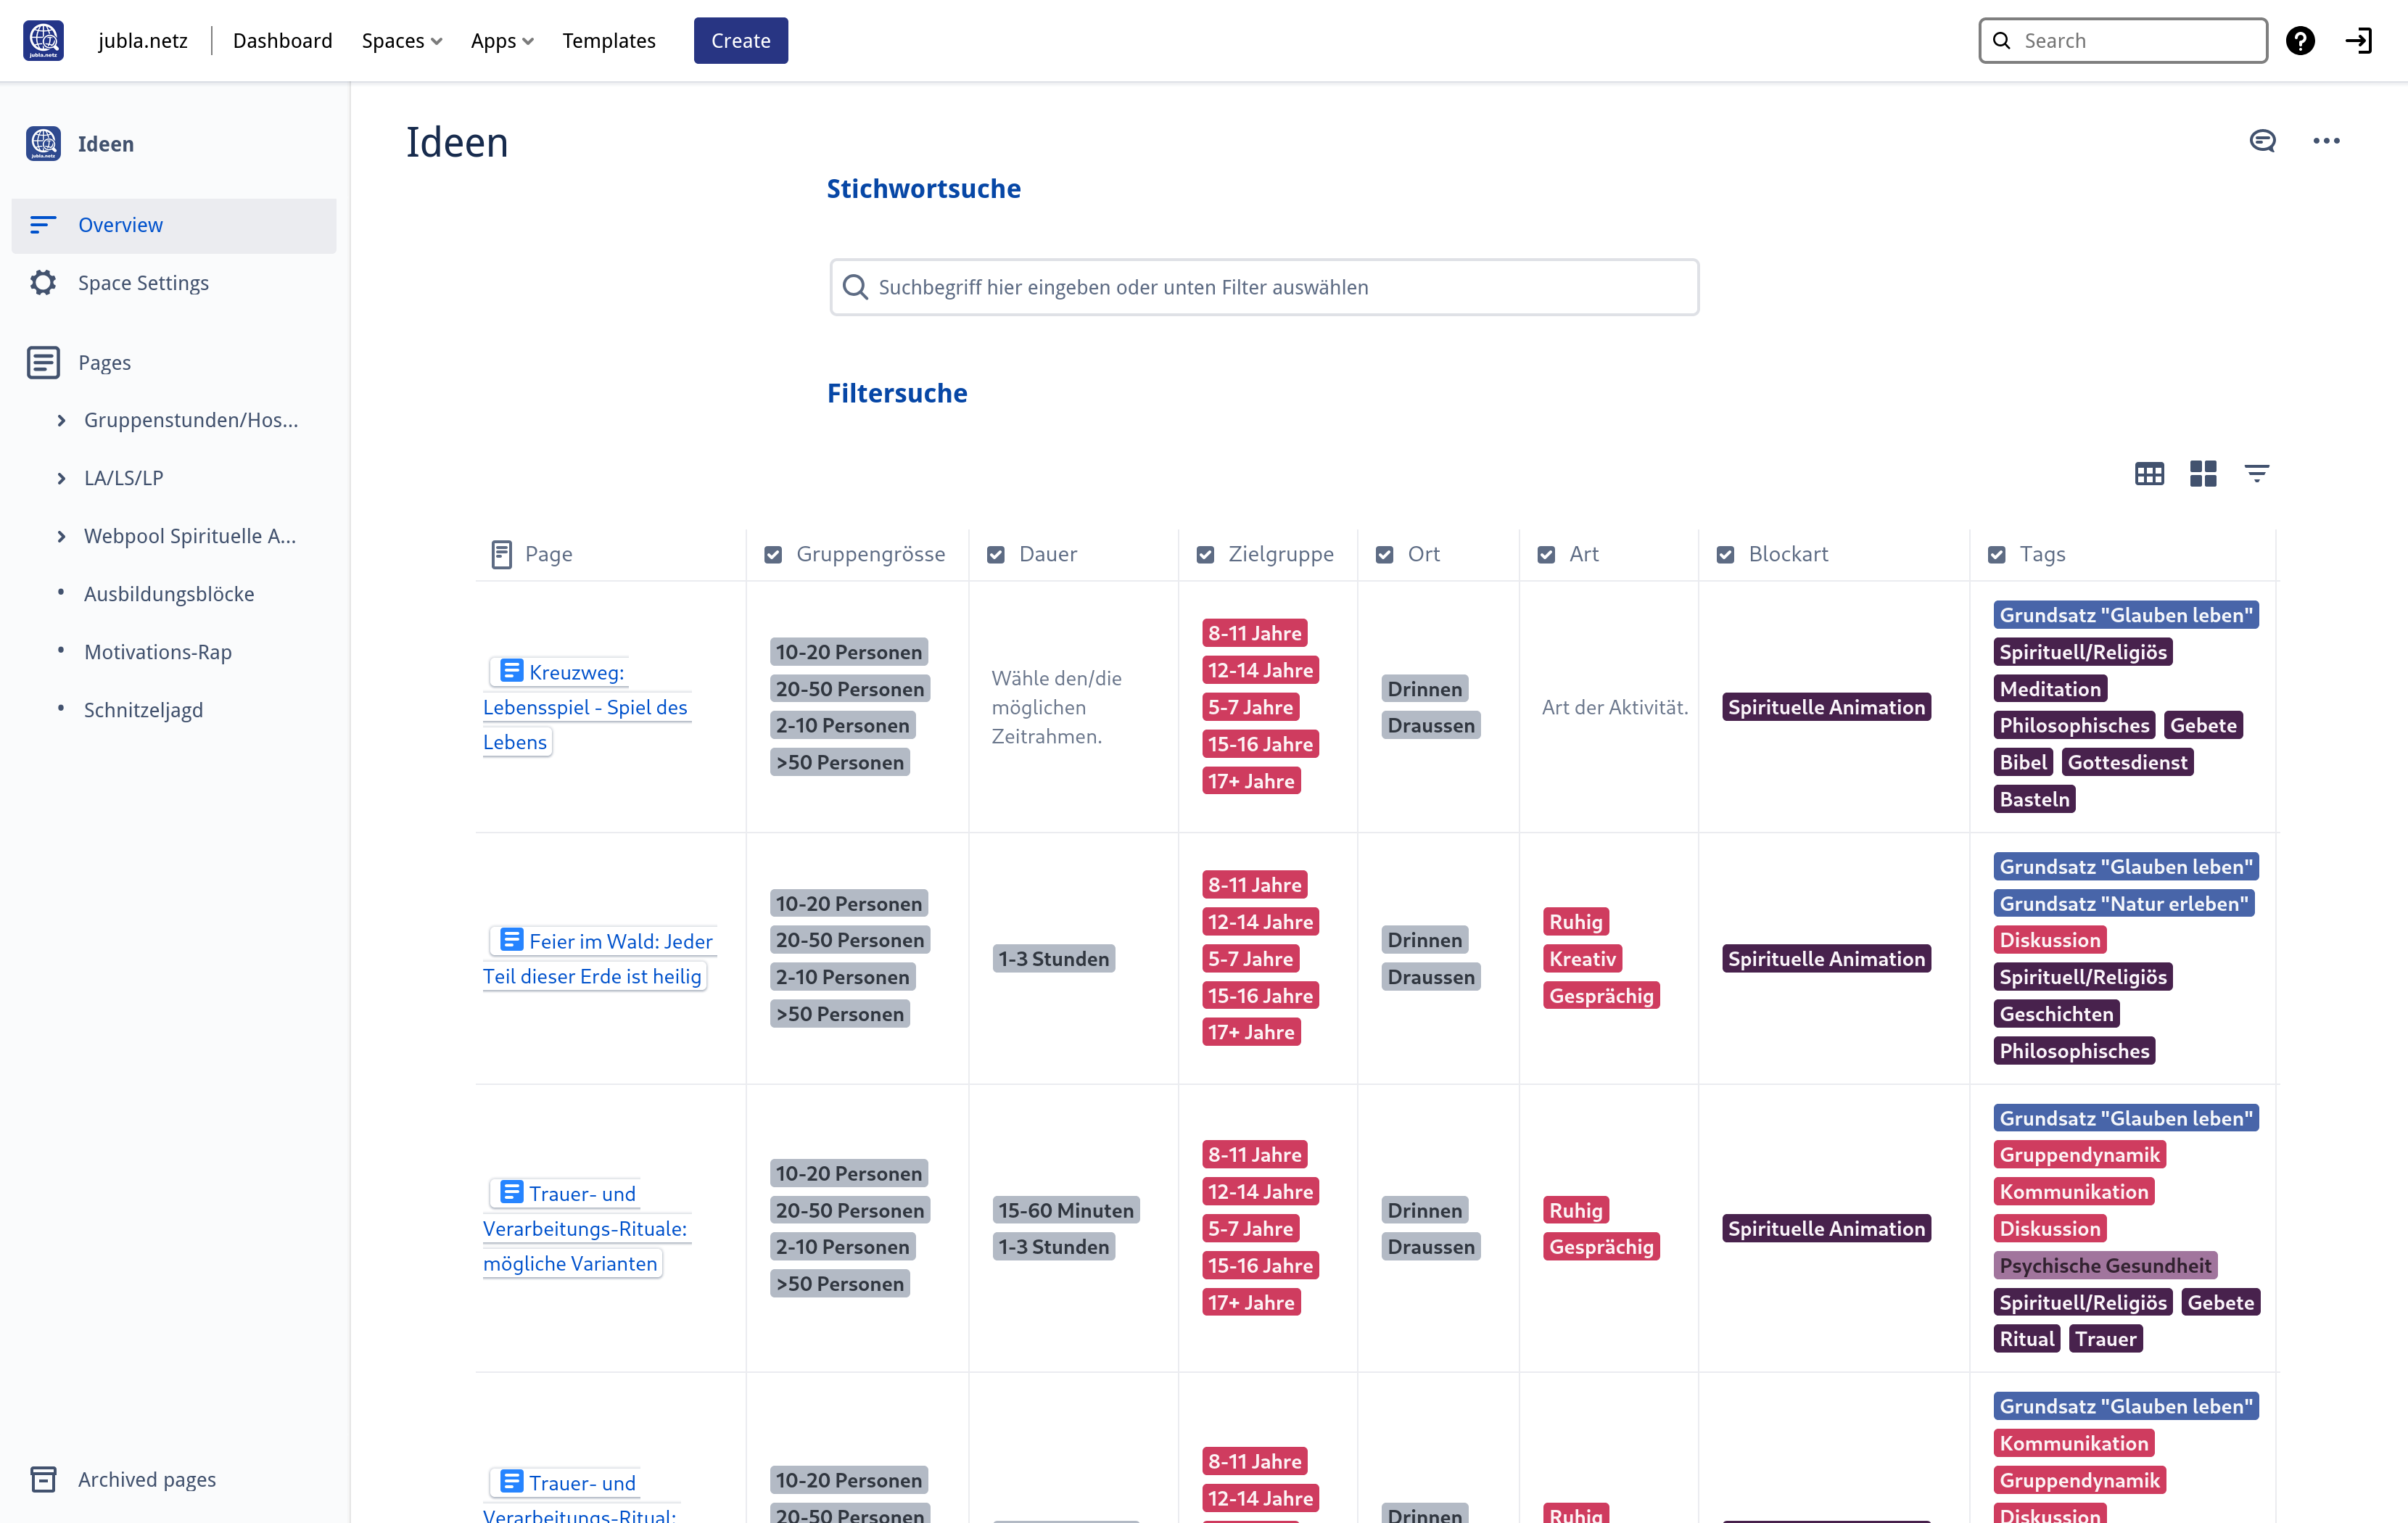 jubla.netz
Dashboard
Spaces
Apps
Templates
Create
Search
jubla.netz
Ideen
Overview
Space Settings
Pages
Gruppenstunden/Hos...
LA/LS/LP
Webpool Spirituelle A...
Ausbildungsblöcke
Motivations-Rap
Schnitzeljagd
Archived pages
Ideen
Stichwortsuche
Suchbegriff hier eingeben oder unten Filter auswählen
Filtersuche
Page
Gruppengrösse
Dauer
Zielgruppe
Ort
Art
Blockart
Tags
Kreuzweg:
Lebensspiel - Spiel des
Lebens
10-20 Personen
20-50 Personen
2-10 Personen
>50 Personen
Wähle den/die
möglichen
Zeitrahmen.
8-11 Jahre
12-14 Jahre
5-7 Jahre
15-16 Jahre
17+ Jahre
Drinnen
Draussen
Art der Aktivität.
Spirituelle Animation
Grundsatz "Glauben leben"
Spirituell/Religiös
Meditation
Philosophisches Gebete
Bibel Gottesdienst
Basteln
Feier im Wald: Jeder
Teil dieser Erde ist heilig
10-20 Personen
20-50 Personen
2-10 Personen
>50 Personen
1-3 Stunden
8-11 Jahre
12-14 Jahre
5-7 Jahre
15-16 Jahre
17+ Jahre
Drinnen
Draussen
Ruhig
Kreativ
Gesprächig
Spirituelle Animation
Grundsatz "Glauben leben"
Grundsatz "Natur erleben"
Diskussion
Spirituell/Religiös
Geschichten
Philosophisches
Trauer- und
Verarbeitungs-Rituale:
mögliche Varianten
10-20 Personen
20-50 Personen
2-10 Personen
>50 Personen
15-60 Minuten
1-3 Stunden
8-11 Jahre
12-14 Jahre
5-7 Jahre
15-16 Jahre
17+ Jahre
Drinnen
Draussen
Ruhig
Gesprächig
Spirituelle Animation
Grundsatz "Glauben leben"
Gruppendynamik
Kommunikation
Diskussion
Psychische Gesundheit
Spirituell/Religiös Gebete
Ritual Trauer
Trauer- und
Verarbeitungs-Ritual:
10-20 Personen
20-50 Personen
8-11 Jahre
12-14 Jahre
Drinnen
Ruhig
Grundsatz "Glauben leben"
Kommunikation
Gruppendynamik
Diskussion